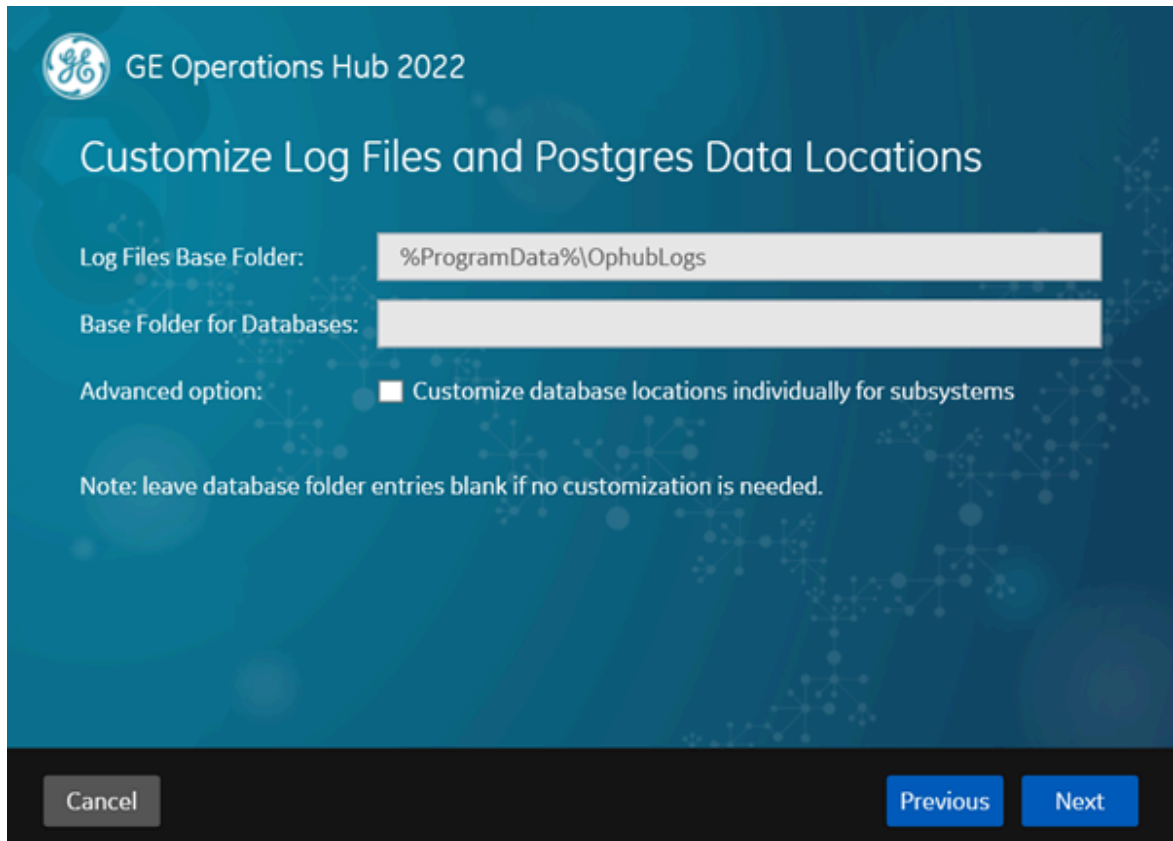 GE Operations Hub 2022
Customize Log Files and Postgres Data Locations
Log Files Base Folder: %ProgramData%\OphubLogs
Base Folder for Databases:
Advanced option: Customize database locations individually for subsystems
Note: leave database folder entries blank if no customization is needed.
Cancel Previous Next